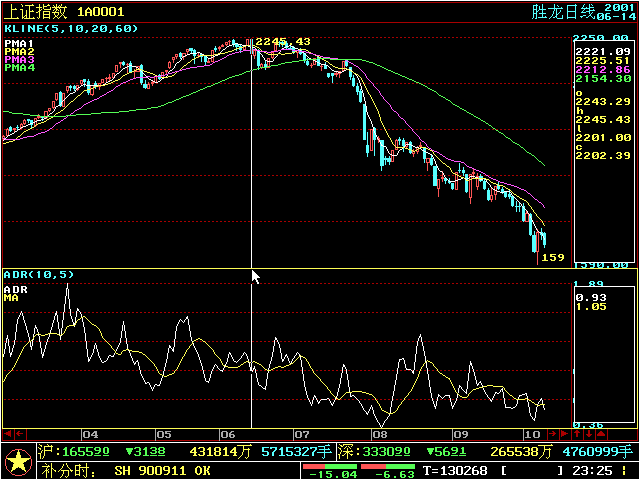 上证指数 1A0001 胜龙日线 2001
06-14
KLINE(5,10,20,60)
2250.00
2245.43
PMA1 2221.09
PMA2 2225.51
PMA3 2212.86
PMA4 2154.30
o 2243.29
h 2245.43
l 2201.00
c 2202.39
159
1590.00
ADR(10,5)
1.89
ADR 0.93
MA 1.05
0.36
04 05 06 07 08 09 10
沪:165590 ▼3138 431814万 5715327手 深:333090 ▼5691 265538万 4760999手
补分时: SH 900911 OK -15.04 -6.63 T=130268 [ ] 23:25